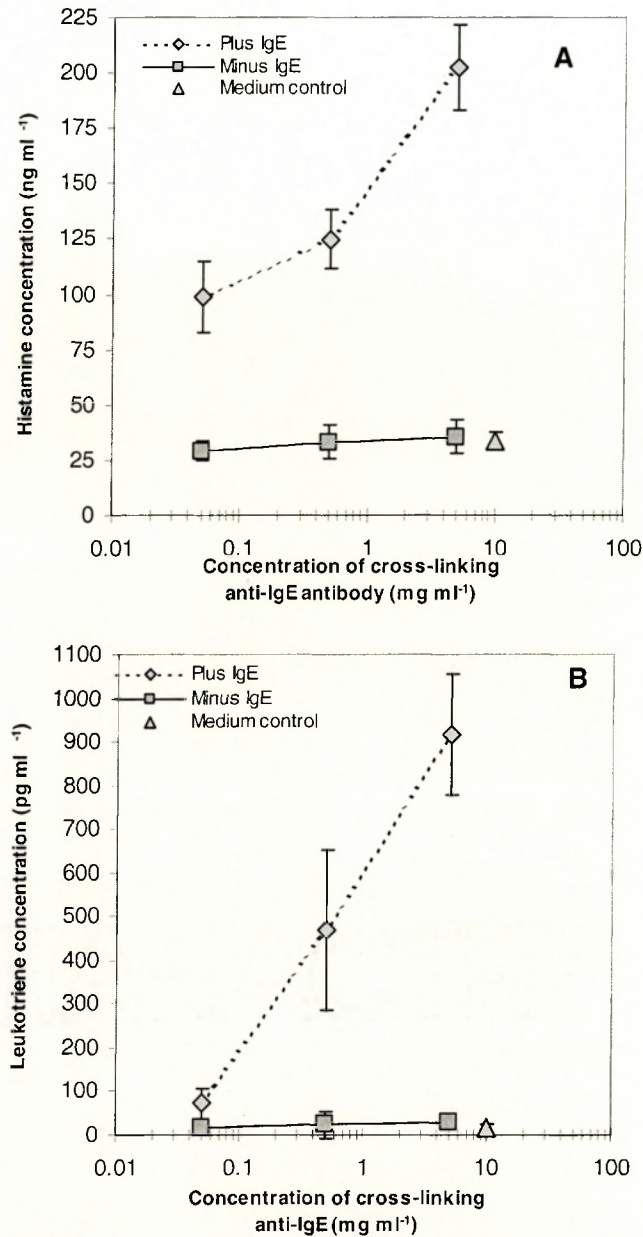 225
200
175
150
125
100
75
50
25
0
Histamine concentration (ng ml -1)
Plus IgE
Minus IgE
Medium control
A
0.01 0.1 1 10 100
Concentration of cross-linking
anti-IgE antibody (mg ml-1)
1100
1000
900
800
700
600
500
400
300
200
100
0
Leukotriene concentration (pg ml -1)
Plus IgE
Minus IgE
Medium control
B
0.01 0.1 1 10 100
Concentration of cross-linking
anti-IgE (mg ml-1)